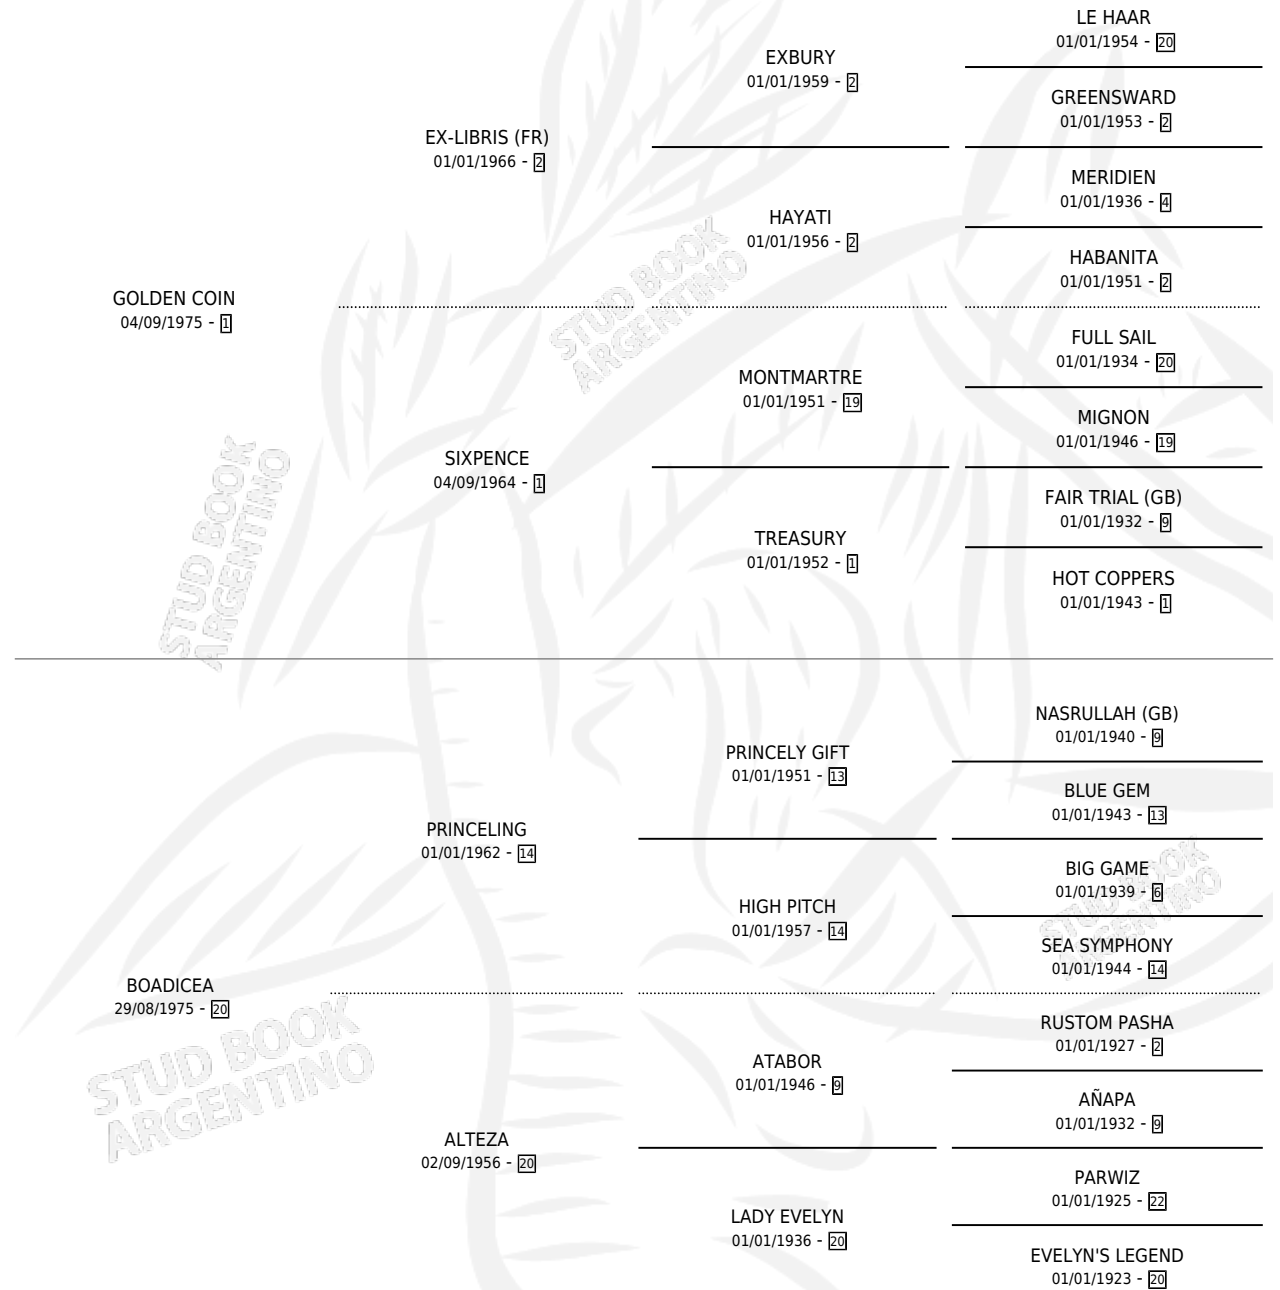 LE HAAR
01/01/1954 - 20
EXBURY
01/01/1959 - 2
GREENSWARD
01/01/1953 - 2
EX-LIBRIS (FR)
01/01/1966 - 2
MERIDIEN
01/01/1936 - 4
HAYATI
01/01/1956 - 2
HABANITA
01/01/1951 - 2
GOLDEN COIN
04/09/1975 - 1
FULL SAIL
01/01/1934 - 20
MONTMARTRE
01/01/1951 - 19
MIGNON
01/01/1946 - 19
SIXPENCE
04/09/1964 - 1
FAIR TRIAL (GB)
01/01/1932 - 9
TREASURY
01/01/1952 - 1
HOT COPPERS
01/01/1943 - 1
NASRULLAH (GB)
01/01/1940 - 9
PRINCELY GIFT
01/01/1951 - 13
BLUE GEM
01/01/1943 - 13
PRINCELING
01/01/1962 - 14
BIG GAME
01/01/1939 - 6
HIGH PITCH
01/01/1957 - 14
SEA SYMPHONY
01/01/1944 - 14
BOADICEA
29/08/1975 - 20
RUSTOM PASHA
01/01/1927 - 2
ATABOR
01/01/1946 - 9
AÑAPA
01/01/1932 - 9
ALTEZA
02/09/1956 - 20
PARWIZ
01/01/1925 - 22
LADY EVELYN
01/01/1936 - 20
EVELYN'S LEGEND
01/01/1923 - 20
STUD BOOK
ARGENTINO
STUD BOOK
ARGENTINO
STUD BOOK
ARGENTINO
STUD BOOK
ARGENTINO